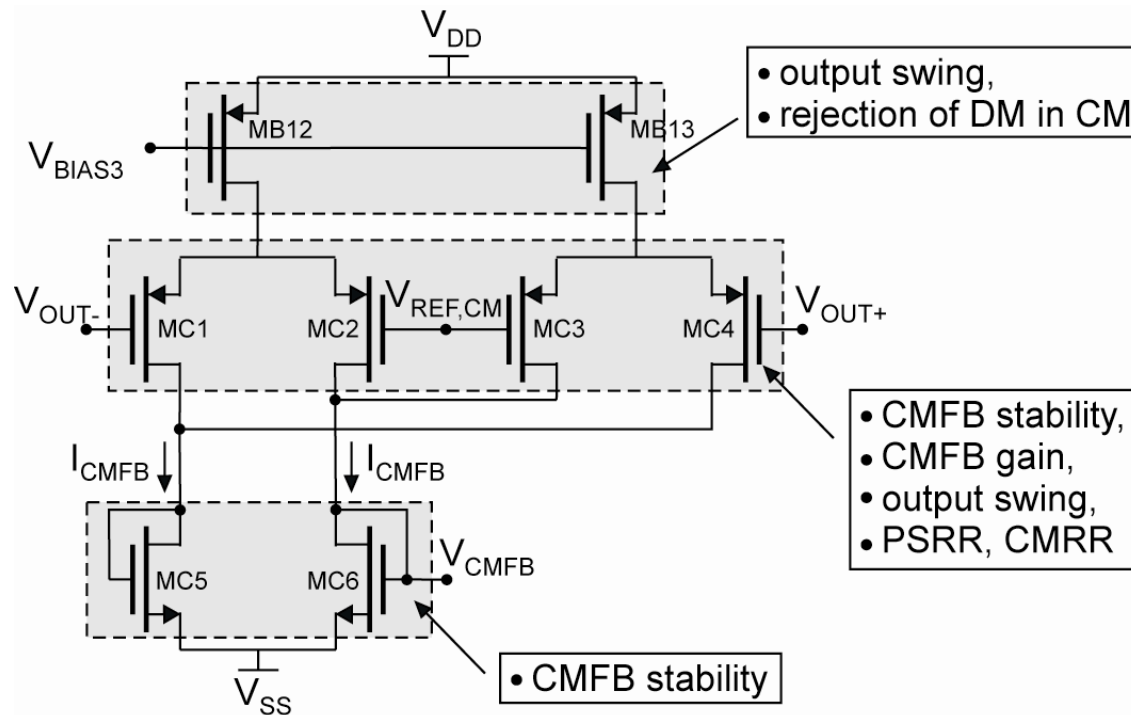 V_DD
• output swing,
• rejection of DM in CM
MB12
MB13
V_BIAS3
V_OUT-
MC1
MC2
V_REF,CM
MC3
MC4
V_OUT+
• CMFB stability,
• CMFB gain,
• output swing,
• PSRR, CMRR
I_CMFB
I_CMFB
MC5
MC6
V_CMFB
• CMFB stability
V_SS